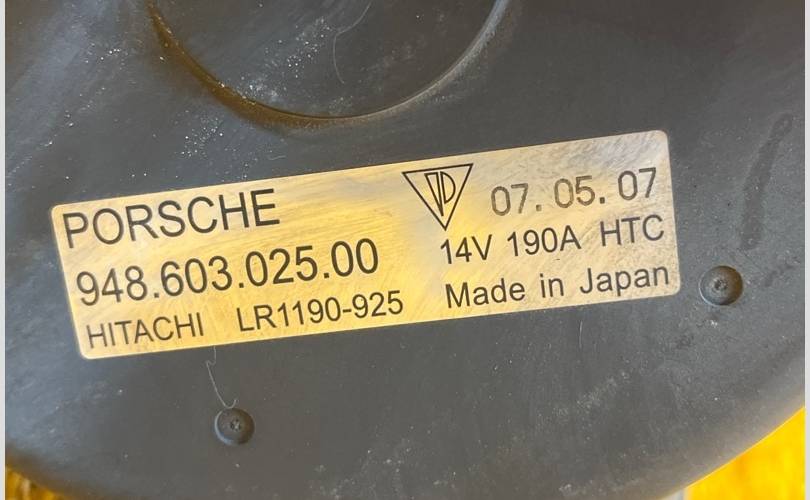 PORSCHE
948.603.025.00
HITACHI LR1190-925
07. 05. 07
14V 190A HTC
Made in Japan